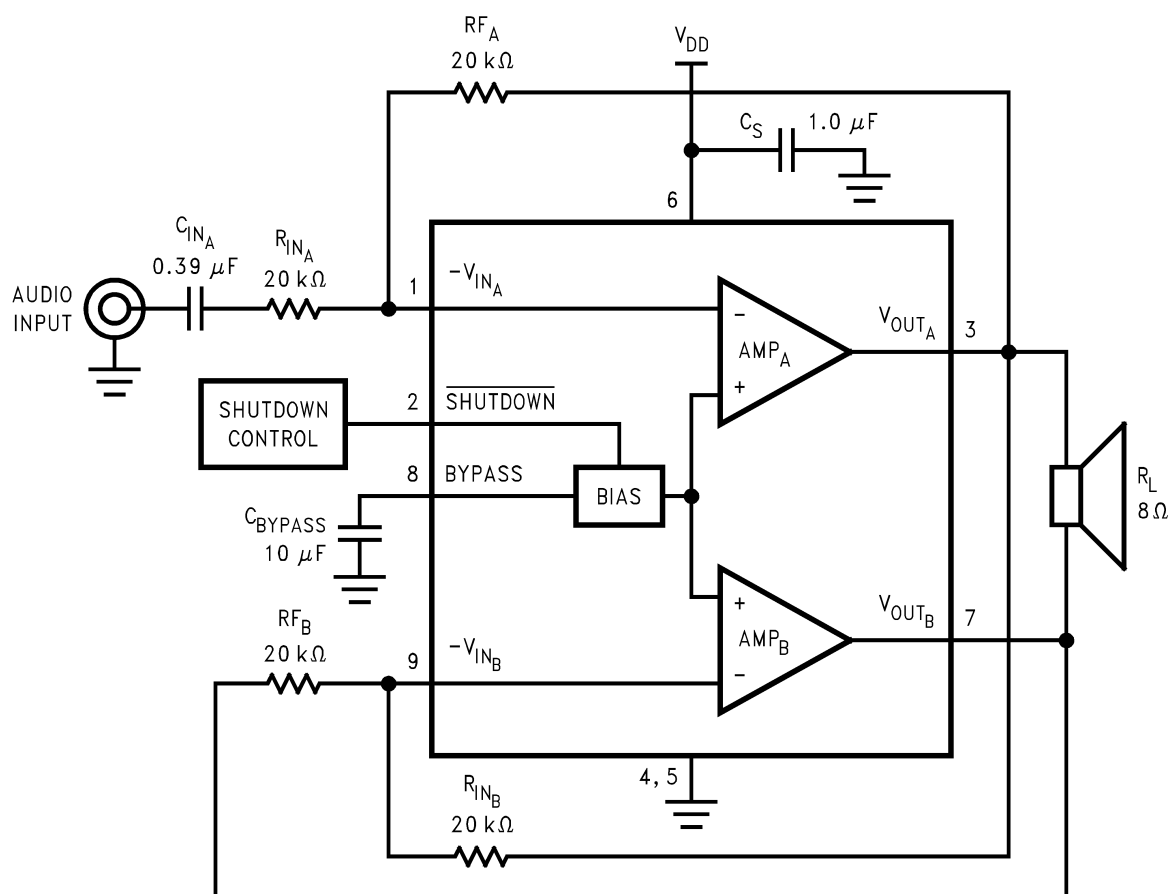 RF_A
20 kΩ
V_DD
C_S
1.0 μF
6
C_IN_A
0.39 μF
R_IN_A
20 kΩ
AUDIO
INPUT
1
-V_IN_A
-
AMP_A
+
V_OUT_A
3
SHUTDOWN
CONTROL
2
SHUTDOWN
8
BYPASS
BIAS
C_BYPASS
10 μF
R_L
8 Ω
RF_B
20 kΩ
9
-V_IN_B
+
AMP_B
-
V_OUT_B
7
4, 5
R_IN_B
20 kΩ